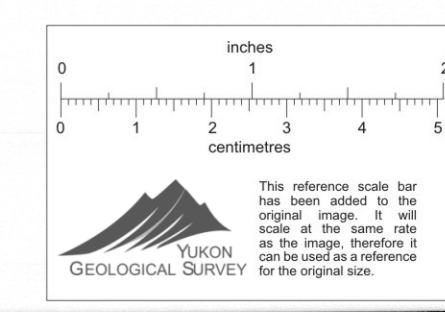 inches
0 1 2
0 1 2 3 4 5
centimetres
This reference scale bar
has been added to the
original image. It will
scale at the same rate
as the image, therefore it
can be used as a reference
for the original size.
YUKON
GEOLOGICAL SURVEY